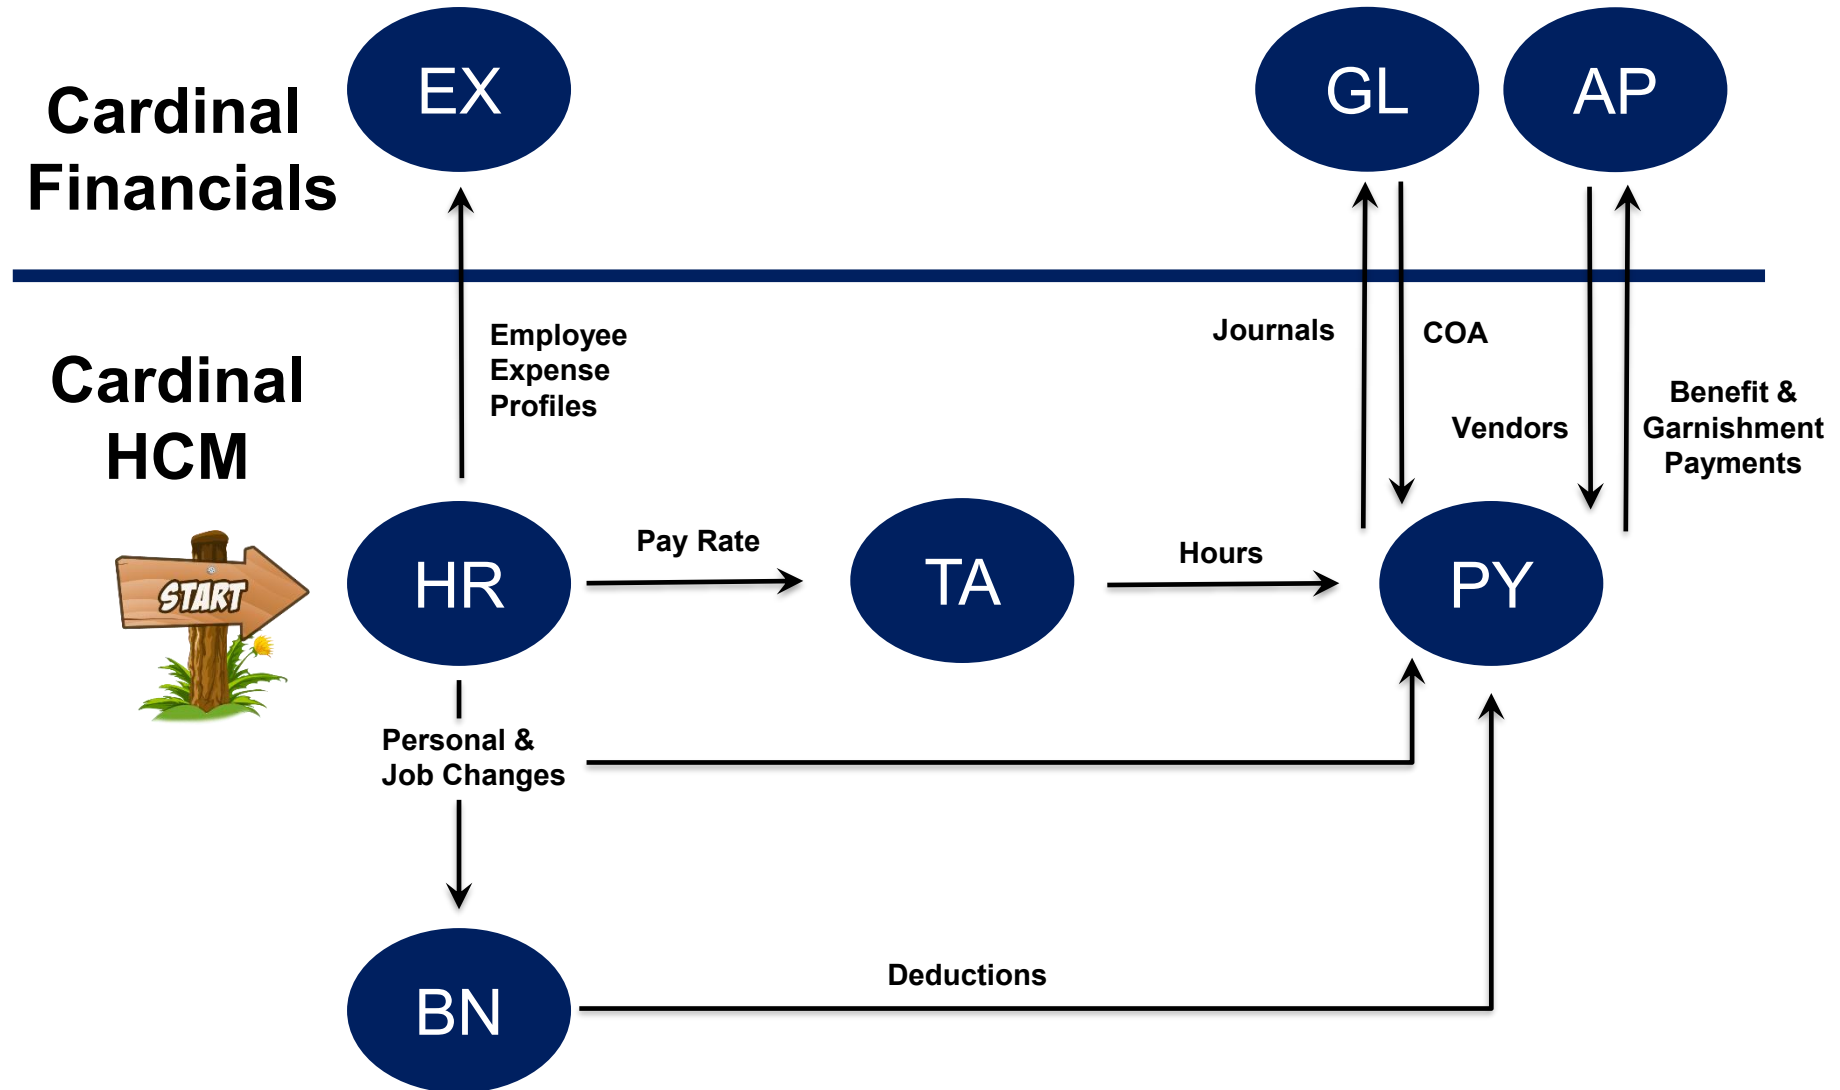 EX
GL
AP
Cardinal
Financials
Employee
Expense
Profiles
Journals
COA
Cardinal
HCM
Vendors
Benefit &
Garnishment
Payments
START
HR
Pay Rate
TA
Hours
PY
Personal &
Job Changes
Deductions
BN